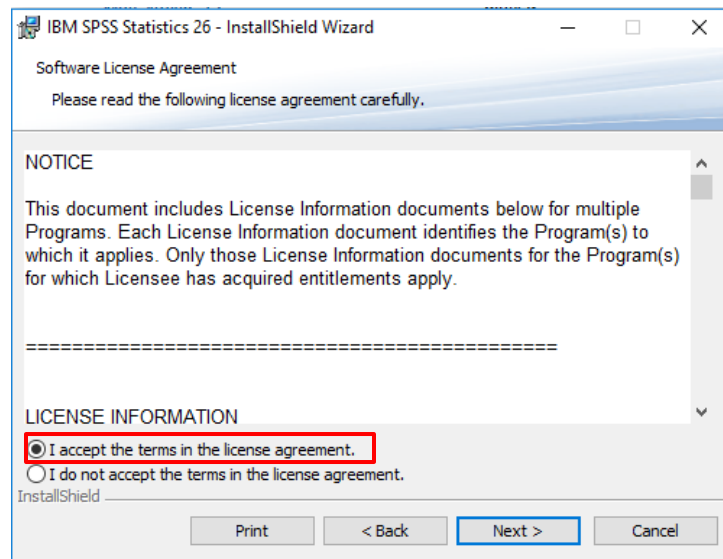 IBM SPSS Statistics 26 - InstallShield Wizard
Software License Agreement
Please read the following license agreement carefully.
NOTICE
This document includes License Information documents below for multiple
Programs. Each License Information document identifies the Program(s) to
which it applies. Only those License Information documents for the Program(s)
for which Licensee has acquired entitlements apply.
==============================================
LICENSE INFORMATION
I accept the terms in the license agreement.
I do not accept the terms in the license agreement.
InstallShield
Print
< Back
Next >
Cancel